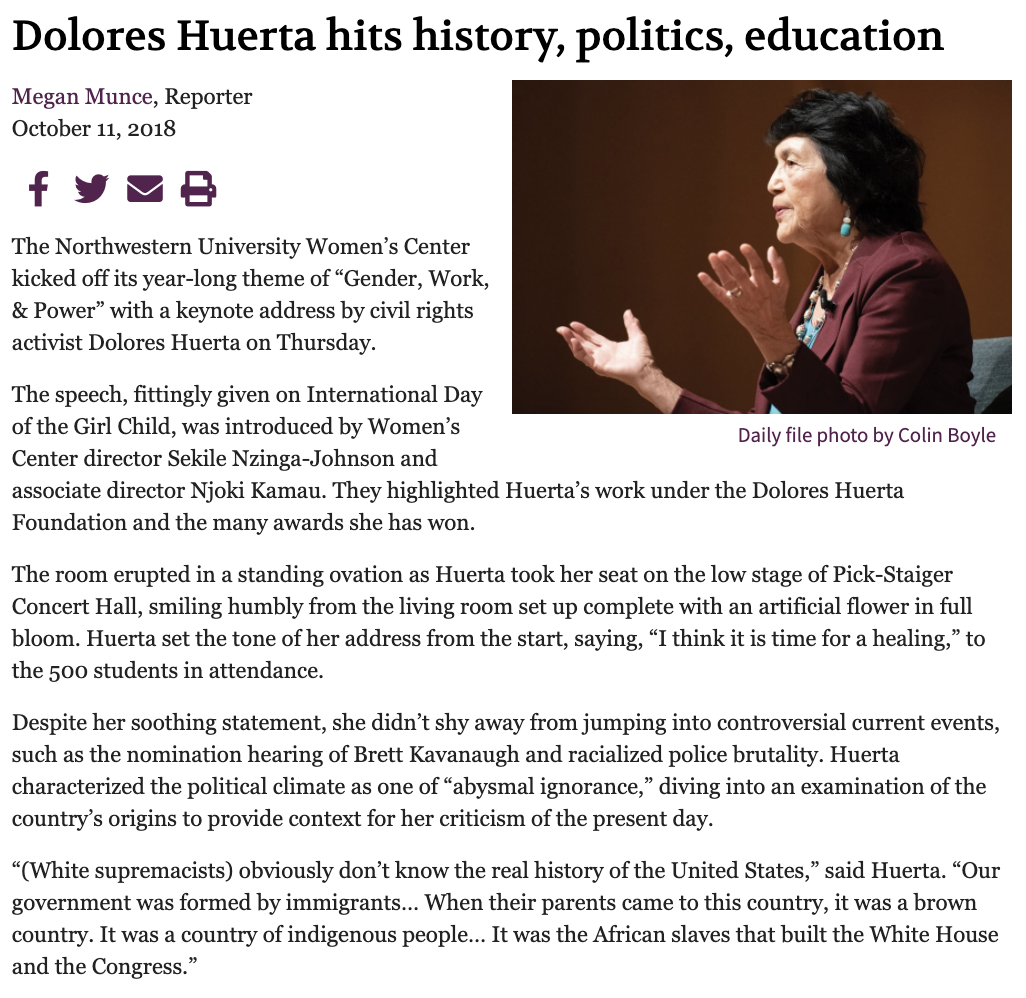 Dolores Huerta hits history, politics, education
Megan Munce, Reporter
October 11, 2018
The Northwestern University Women’s Center
kicked off its year-long theme of “Gender, Work,
& Power” with a keynote address by civil rights
activist Dolores Huerta on Thursday.
The speech, fittingly given on International Day
of the Girl Child, was introduced by Women’s
Center director Sekile Nzinga-Johnson and
associate director Njoki Kamau. They highlighted Huerta’s work under the Dolores Huerta
Foundation and the many awards she has won.
Daily file photo by Colin Boyle
The room erupted in a standing ovation as Huerta took her seat on the low stage of Pick-Staiger
Concert Hall, smiling humbly from the living room set up complete with an artificial flower in full
bloom. Huerta set the tone of her address from the start, saying, “I think it is time for a healing,” to
the 500 students in attendance.
Despite her soothing statement, she didn’t shy away from jumping into controversial current events,
such as the nomination hearing of Brett Kavanaugh and racialized police brutality. Huerta
characterized the political climate as one of “abysmal ignorance,” diving into an examination of the
country’s origins to provide context for her criticism of the present day.
“(White supremacists) obviously don’t know the real history of the United States,” said Huerta. “Our
government was formed by immigrants... When their parents came to this country, it was a brown
country. It was a country of indigenous people... It was the African slaves that built the White House
and the Congress.”